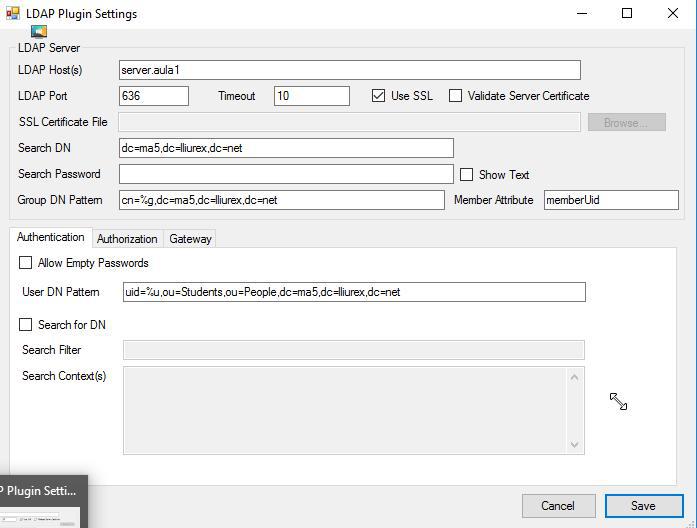 LDAP Plugin Settings
LDAP Server
LDAP Host(s) server.aula1
LDAP Port 636 Timeout 10 Use SSL Validate Server Certificate
SSL Certificate File Browse...
Search DN dc=ma5,dc=lliurex,dc=net
Search Password Show Text
Group DN Pattern cn=%g,dc=ma5,dc=lliurex,dc=net Member Attribute memberUid
Authentication Authorization Gateway
Allow Empty Passwords
User DN Pattern uid=%u,ou=Students,ou=People,dc=ma5,dc=lliurex,dc=net
Search for DN
Search Filter
Search Context(s)
P Plugin Setti...
Cancel Save